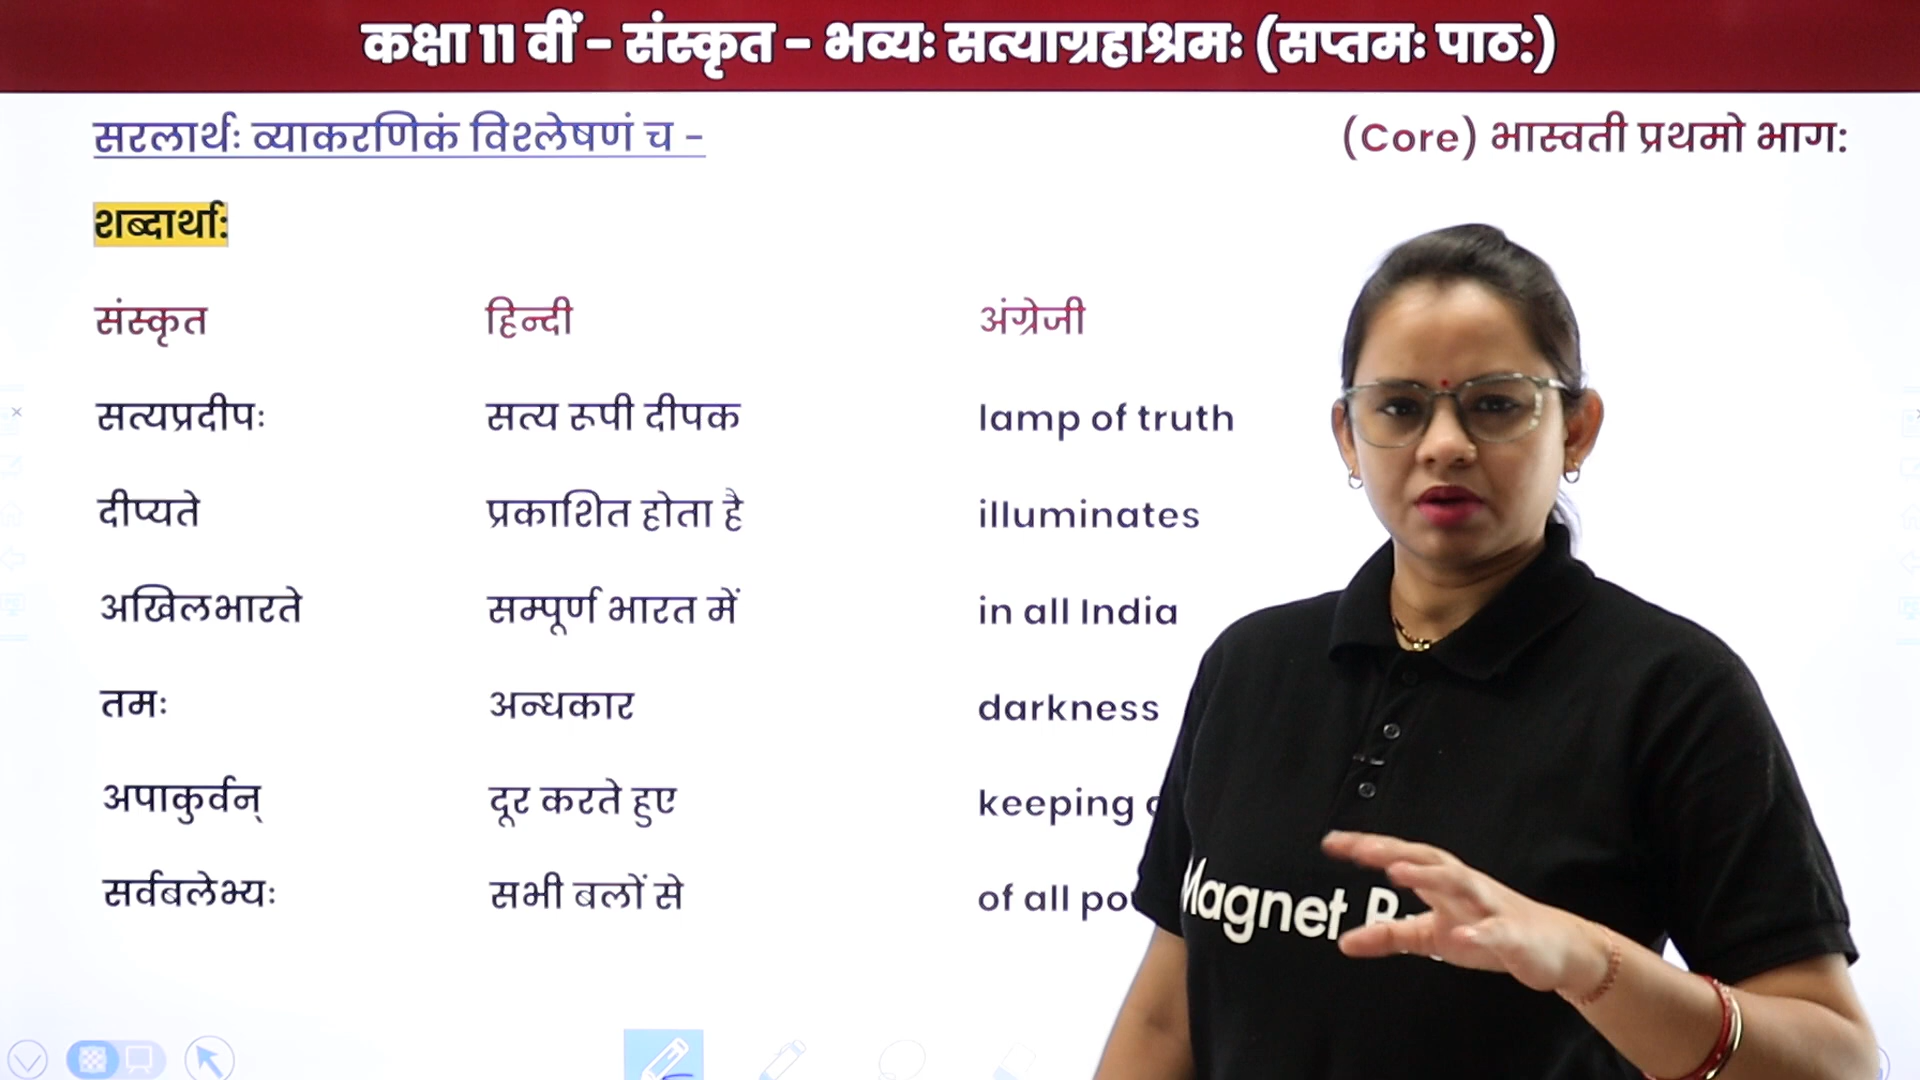 कक्षा 11 वीं - संस्कृत - भव्यः सत्याग्रहाश्रमः (सप्तमः पाठ:)
सरलार्थः व्याकरणिकं विश्लेषणं च -
(Core) भास्वती प्रथमो भाग:
शब्दार्था:
संस्कृत हिन्दी अंग्रेजी
सत्यप्रदीपः सत्य रूपी दीपक lamp of truth
दीप्यते प्रकाशित होता है illuminates
अखिलभारते सम्पूर्ण भारत में in all India
तमः अन्धकार darkness
अपाकुर्वन् दूर करते हुए keeping
सर्वबलेभ्यः सभी बलों से of all
Magnet